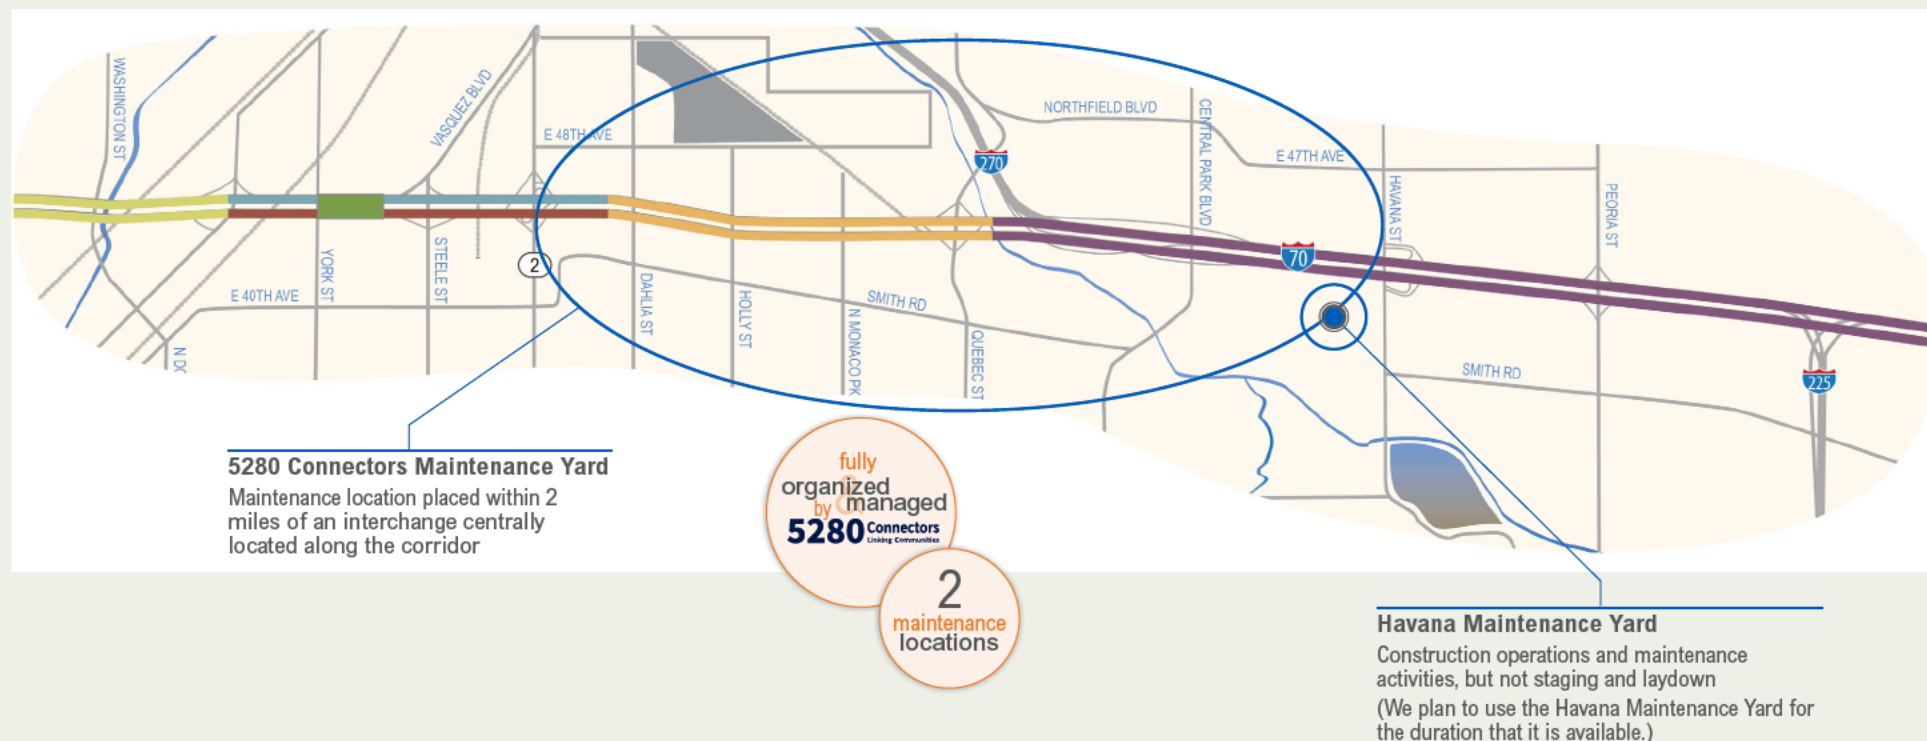 WASHINGTON ST
VASQUEZ BLVD
E 48TH AVE
NORTHFIELD BLVD
CENTRAL PARK BLVD
270
E 47TH AVE
HAVANA ST
PEORIA ST
YORK ST
STEELE ST
2
70
E 40TH AVE
DAHLIA ST
HOLLY ST
SMITH RD
N MONACO PK
QUEBEC ST
SMITH RD
225
5280 Connectors Maintenance Yard
Maintenance location placed within 2
miles of an interchange centrally
located along the corridor
fully
organized
& managed
by
5280 Connectors
Linking Communities
2
maintenance
locations
Havana Maintenance Yard
Construction operations and maintenance
activities, but not staging and laydown
(We plan to use the Havana Maintenance Yard for
the duration that it is available.)